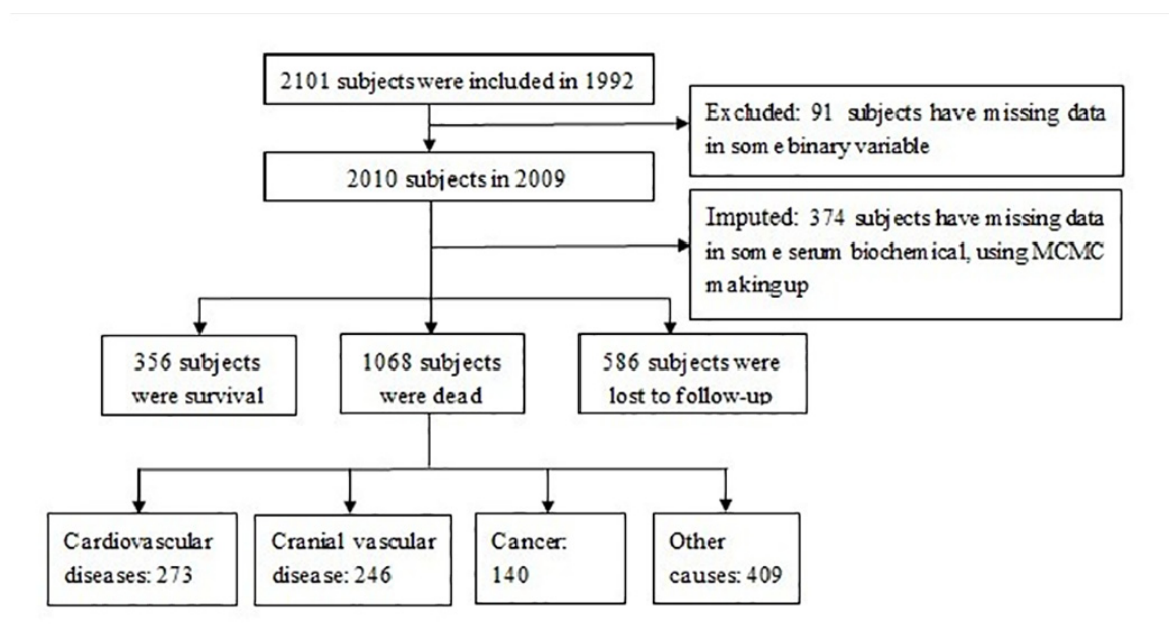 2101 subjects were included in 1992
Excluded: 91 subjects have missing data
in some binary variable
2010 subjects in 2009
Imputed: 374 subjects have missing data
in some serum biochemical, using MCMC
making up
356 subjects
were survival
1068 subjects
were dead
586 subjects were
lost to follow-up
Cardiovascular
diseases: 273
Cranial vascular
disease: 246
Cancer:
140
Other
causes: 409